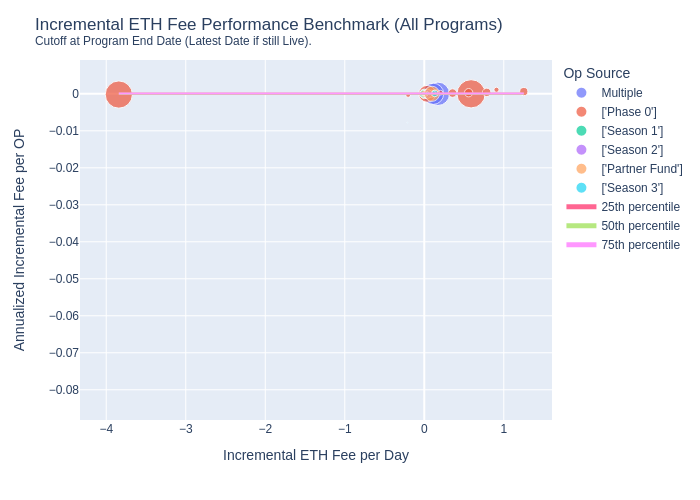 Incremental ETH Fee Performance Benchmark (All Programs)
Cutoff at Program End Date (Latest Date if still Live).
Op Source
Multiple
['Phase 0']
['Season 1']
['Season 2']
['Partner Fund']
['Season 3']
25th percentile
50th percentile
75th percentile
Annualized Incremental Fee per OP
0
−0.01
−0.02
−0.03
−0.04
−0.05
−0.06
−0.07
−0.08
−4
−3
−2
−1
0
1
Incremental ETH Fee per Day